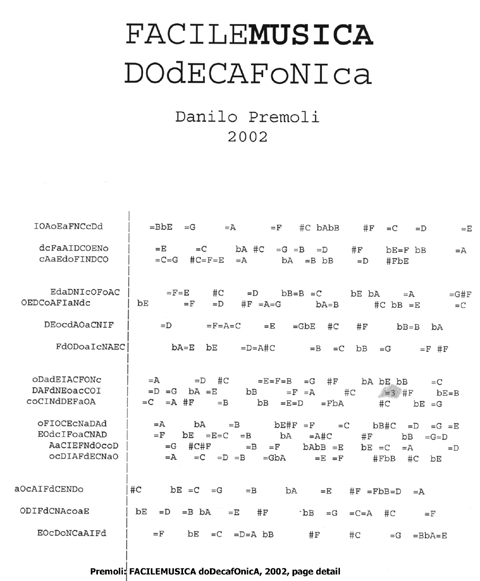 FACILEMUSICA
DOdECAFoNIca
Danilo Premoli
2002
IOAoEaFNCcDd =BbE =G =A =F #C bAbB #F =C =D =E
dcFaAIDCOENo =E =C bA #C =G =B =D #F bE=F bB =A
cAaEdoFINDCO =C=G #C=F=E =A bA =B bB =D #FbE
EdaDNIcOFoAC =F=E #C =D bB=B =C bE bA =A =G#F
OEDCoAFIaNdc bE =F =D #F =A=G bA=B #C bB =E =C
DEocdAOaCNIF =D =F=A=C =E =GbE #C #F bB=B bA
FdODoaIcNAEC bA=E bE =D=A#C =B =C bB =G =F #F
oDadEIACFONc =A =D #C =E=F=B =G #F bA bE bB =C
DAFdNEoacCOI =D =G bA =E bB =F =A #C #F bE=B
coCINdDEFaOA =C =A #F =B bB =E=D =FbA #C bE =G
oFIOCEcNaDAd =A bA =B bE#F =F =C bB#C =D =G =E
EOdcIFoaCNAD =F bE =E=C =B bA =A#C #F bB =G=D
AaCIEFNdOcoD =G #C#F =B =F bAbB =E bE =C =A =D
ocDIAFdECNaO =A =C =D =B =GbA =E =F #FbB #C bE
aOcAIFdCENDo #C bE =C =G =B bA =E #F =FbB=D =A
ODIFdCNAcoaE bE =D =B bA =E #F bB =G =C=A #C =F
EOcDoNCaAIFd =F bE =C =D=A bB #F #C =G =BbA=E
Premoli: FACILEMUSICA doDecafOnicA, 2002, page detail